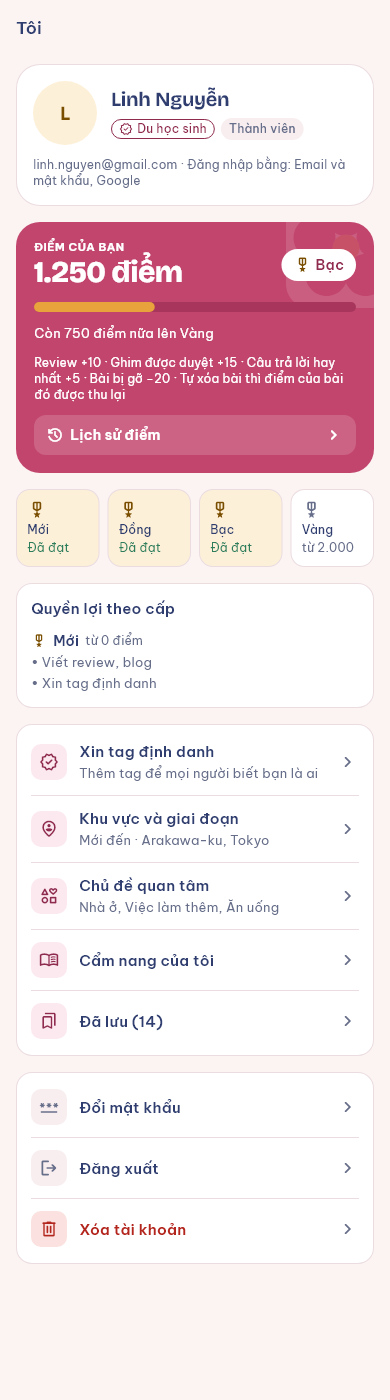 Tôi
L
Linh Nguyễn
Du học sinh
Thành viên
linh.nguyen@gmail.com · Đăng nhập bằng: Email và
mật khẩu, Google
ĐIỂM CỦA BẠN
1.250 điểm
Bạc
Còn 750 điểm nữa lên Vàng
Review +10 · Ghim được duyệt +15 · Câu trả lời hay
nhất +5 · Bài bị gỡ −20 · Tự xóa bài thì điểm của bài
đó được thu lại
Lịch sử điểm
Mới
Đã đạt
Đồng
Đã đạt
Bạc
Đã đạt
Vàng
từ 2.000
Quyền lợi theo cấp
Mới từ 0 điểm
• Viết review, blog
• Xin tag định danh
Xin tag định danh
Thêm tag để mọi người biết bạn là ai
Khu vực và giai đoạn
Mới đến · Arakawa-ku, Tokyo
Chủ đề quan tâm
Nhà ở, Việc làm thêm, Ăn uống
Cẩm nang của tôi
Đã lưu (14)
Đổi mật khẩu
Đăng xuất
Xóa tài khoản